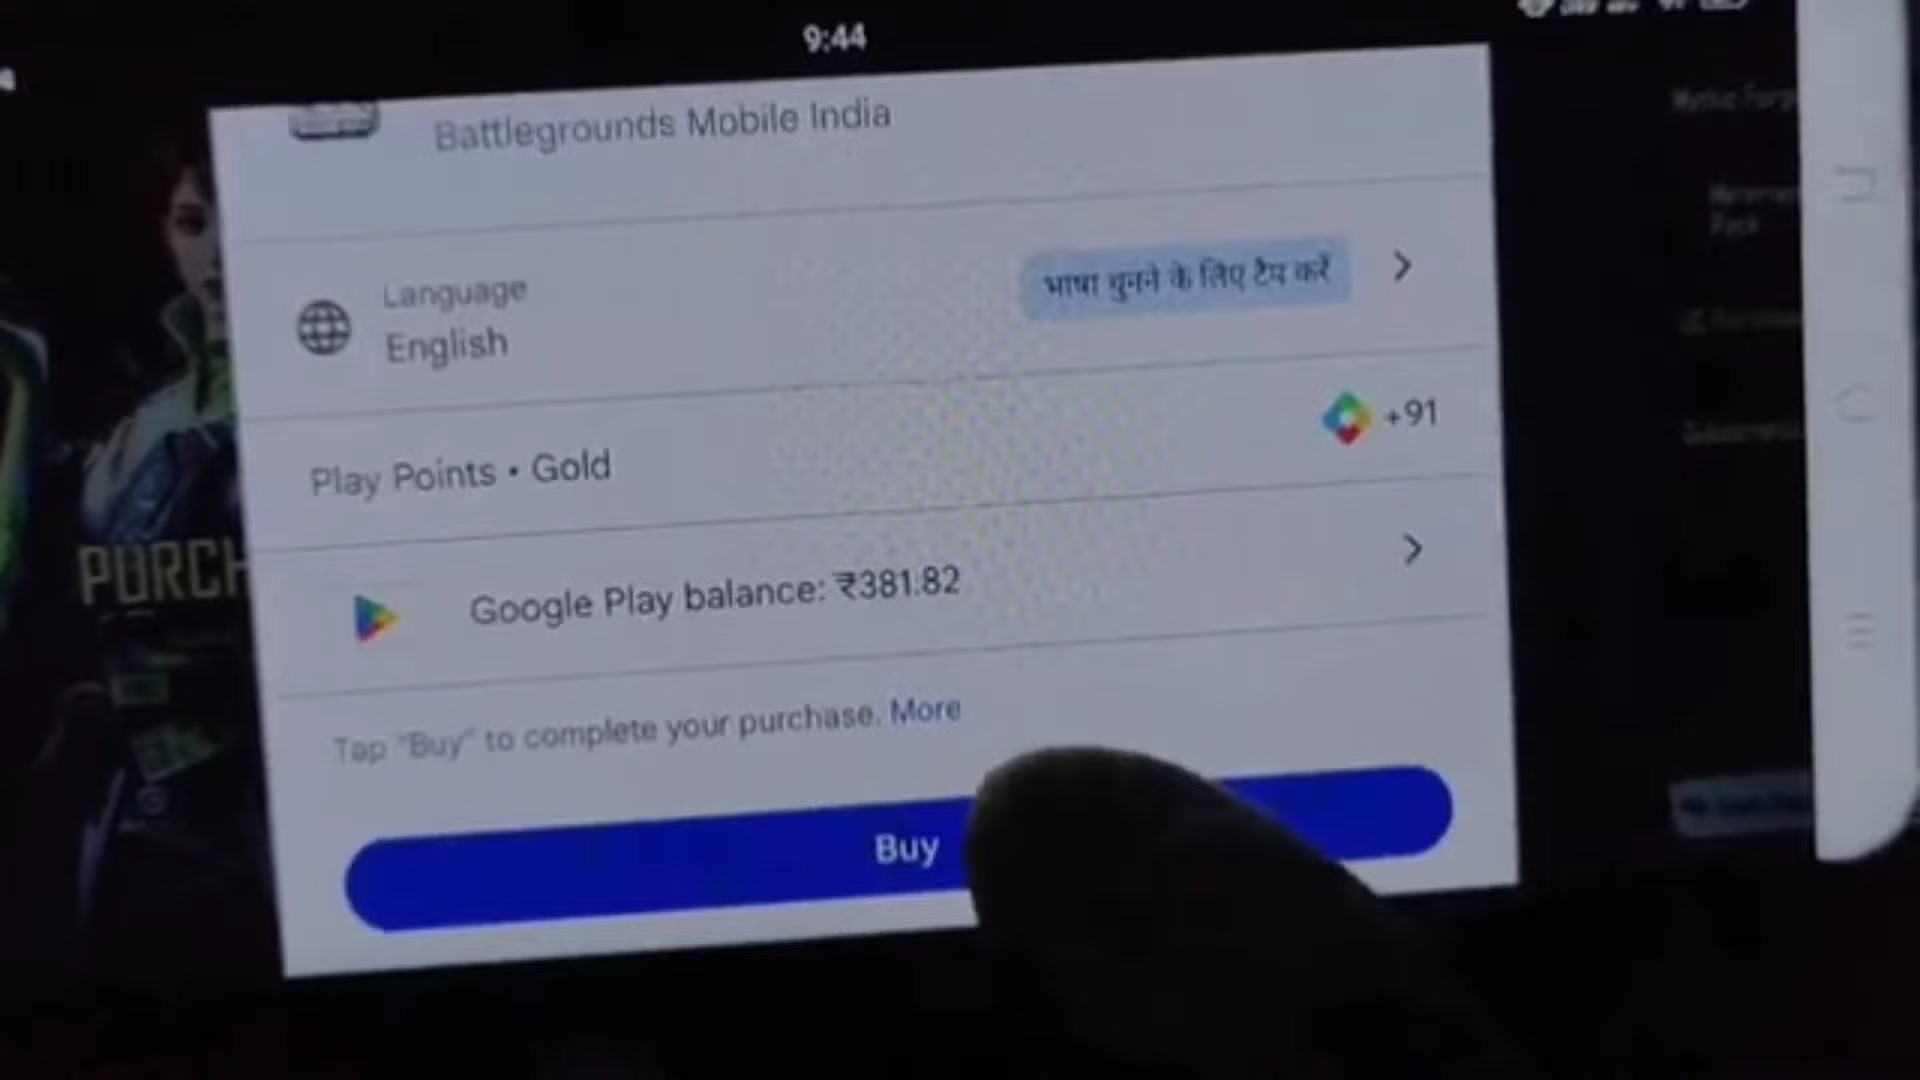 9:44
Battlegrounds Mobile India
Language
English
भाषा चुनने के लिए टैप करें
Play Points • Gold
+91
Google Play balance: ₹381.82
Tap "Buy" to complete your purchase. More
Buy
PURCH